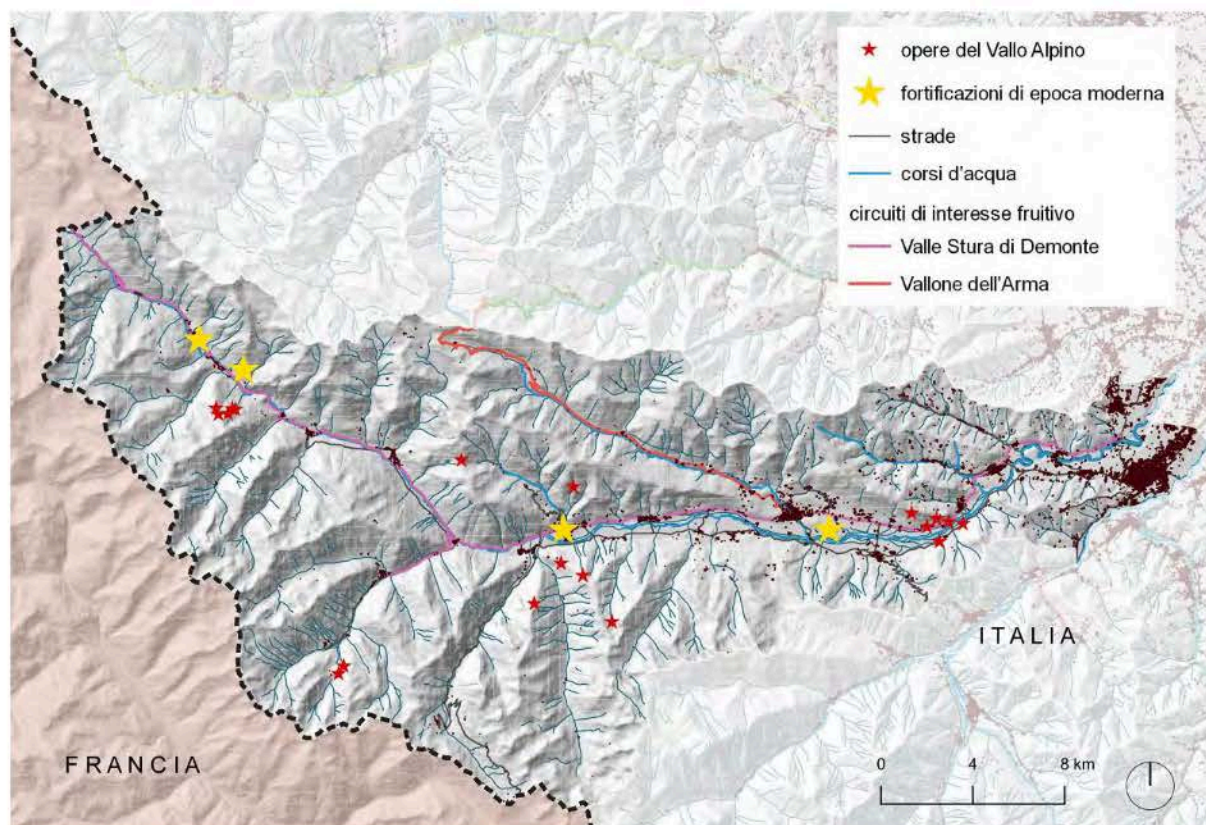 opere del Vallo Alpino
fortificazioni di epoca moderna
strade
corsi d'acqua
circuiti di interesse fruitivo
Valle Stura di Demonte
Vallone dell'Arma
ITALIA
FRANCIA
0 4 8 km